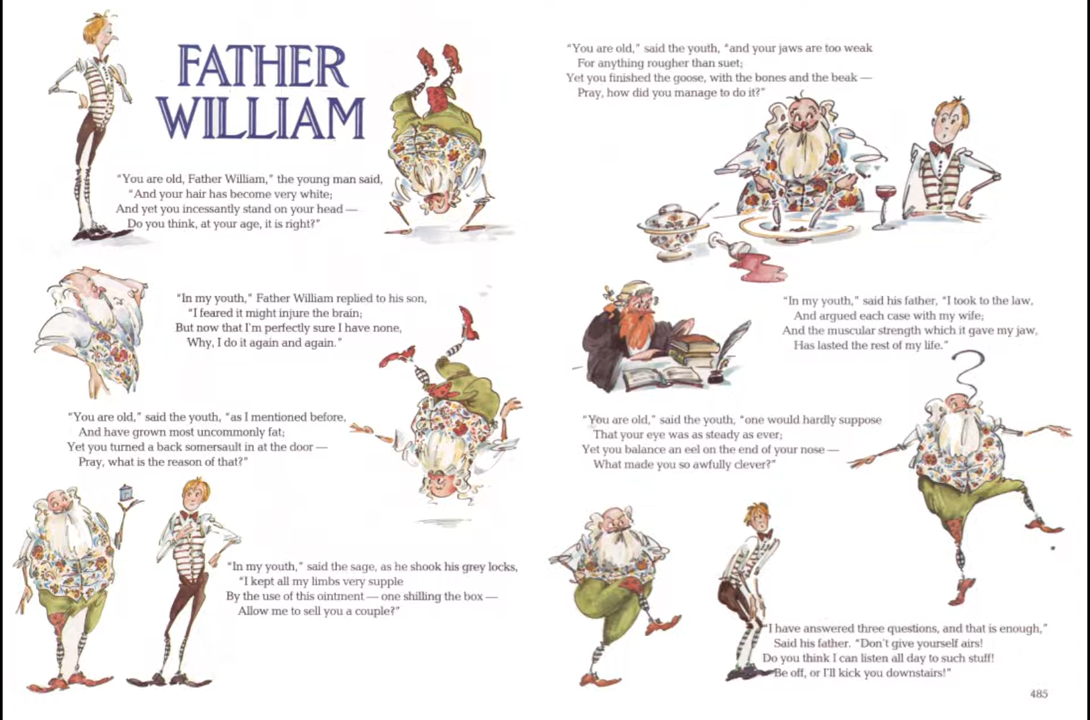 FATHER
WILLIAM
"You are old, Father William," the young man said,
"And your hair has become very white;
And yet you incessantly stand on your head —
Do you think, at your age, it is right?"
"In my youth," Father William replied to his son,
"I feared it might injure the brain;
But now that I'm perfectly sure I have none,
Why, I do it again and again."
"You are old," said the youth, "as I mentioned before,
And have grown most uncommonly fat;
Yet you turned a back somersault in at the door —
Pray, what is the reason of that?"
"In my youth," said the sage, as he shook his grey locks,
"I kept all my limbs very supple
By the use of this ointment — one shilling the box —
Allow me to sell you a couple?"
"You are old," said the youth, "and your jaws are too weak
For anything rougher than suet;
Yet you finished the goose, with the bones and the beak —
Pray, how did you manage to do it?"
"In my youth," said his father, "I took to the law,
And argued each case with my wife;
And the muscular strength which it gave my jaw,
Has lasted the rest of my life."
"You are old," said the youth, "one would hardly suppose
That your eye was as steady as ever;
Yet you balance an eel on the end of your nose —
What made you so awfully clever?"
"I have answered three questions, and that is enough,"
Said his father. "Don't give yourself airs!
Do you think I can listen all day to such stuff!
Be off, or I'll kick you downstairs!"
485